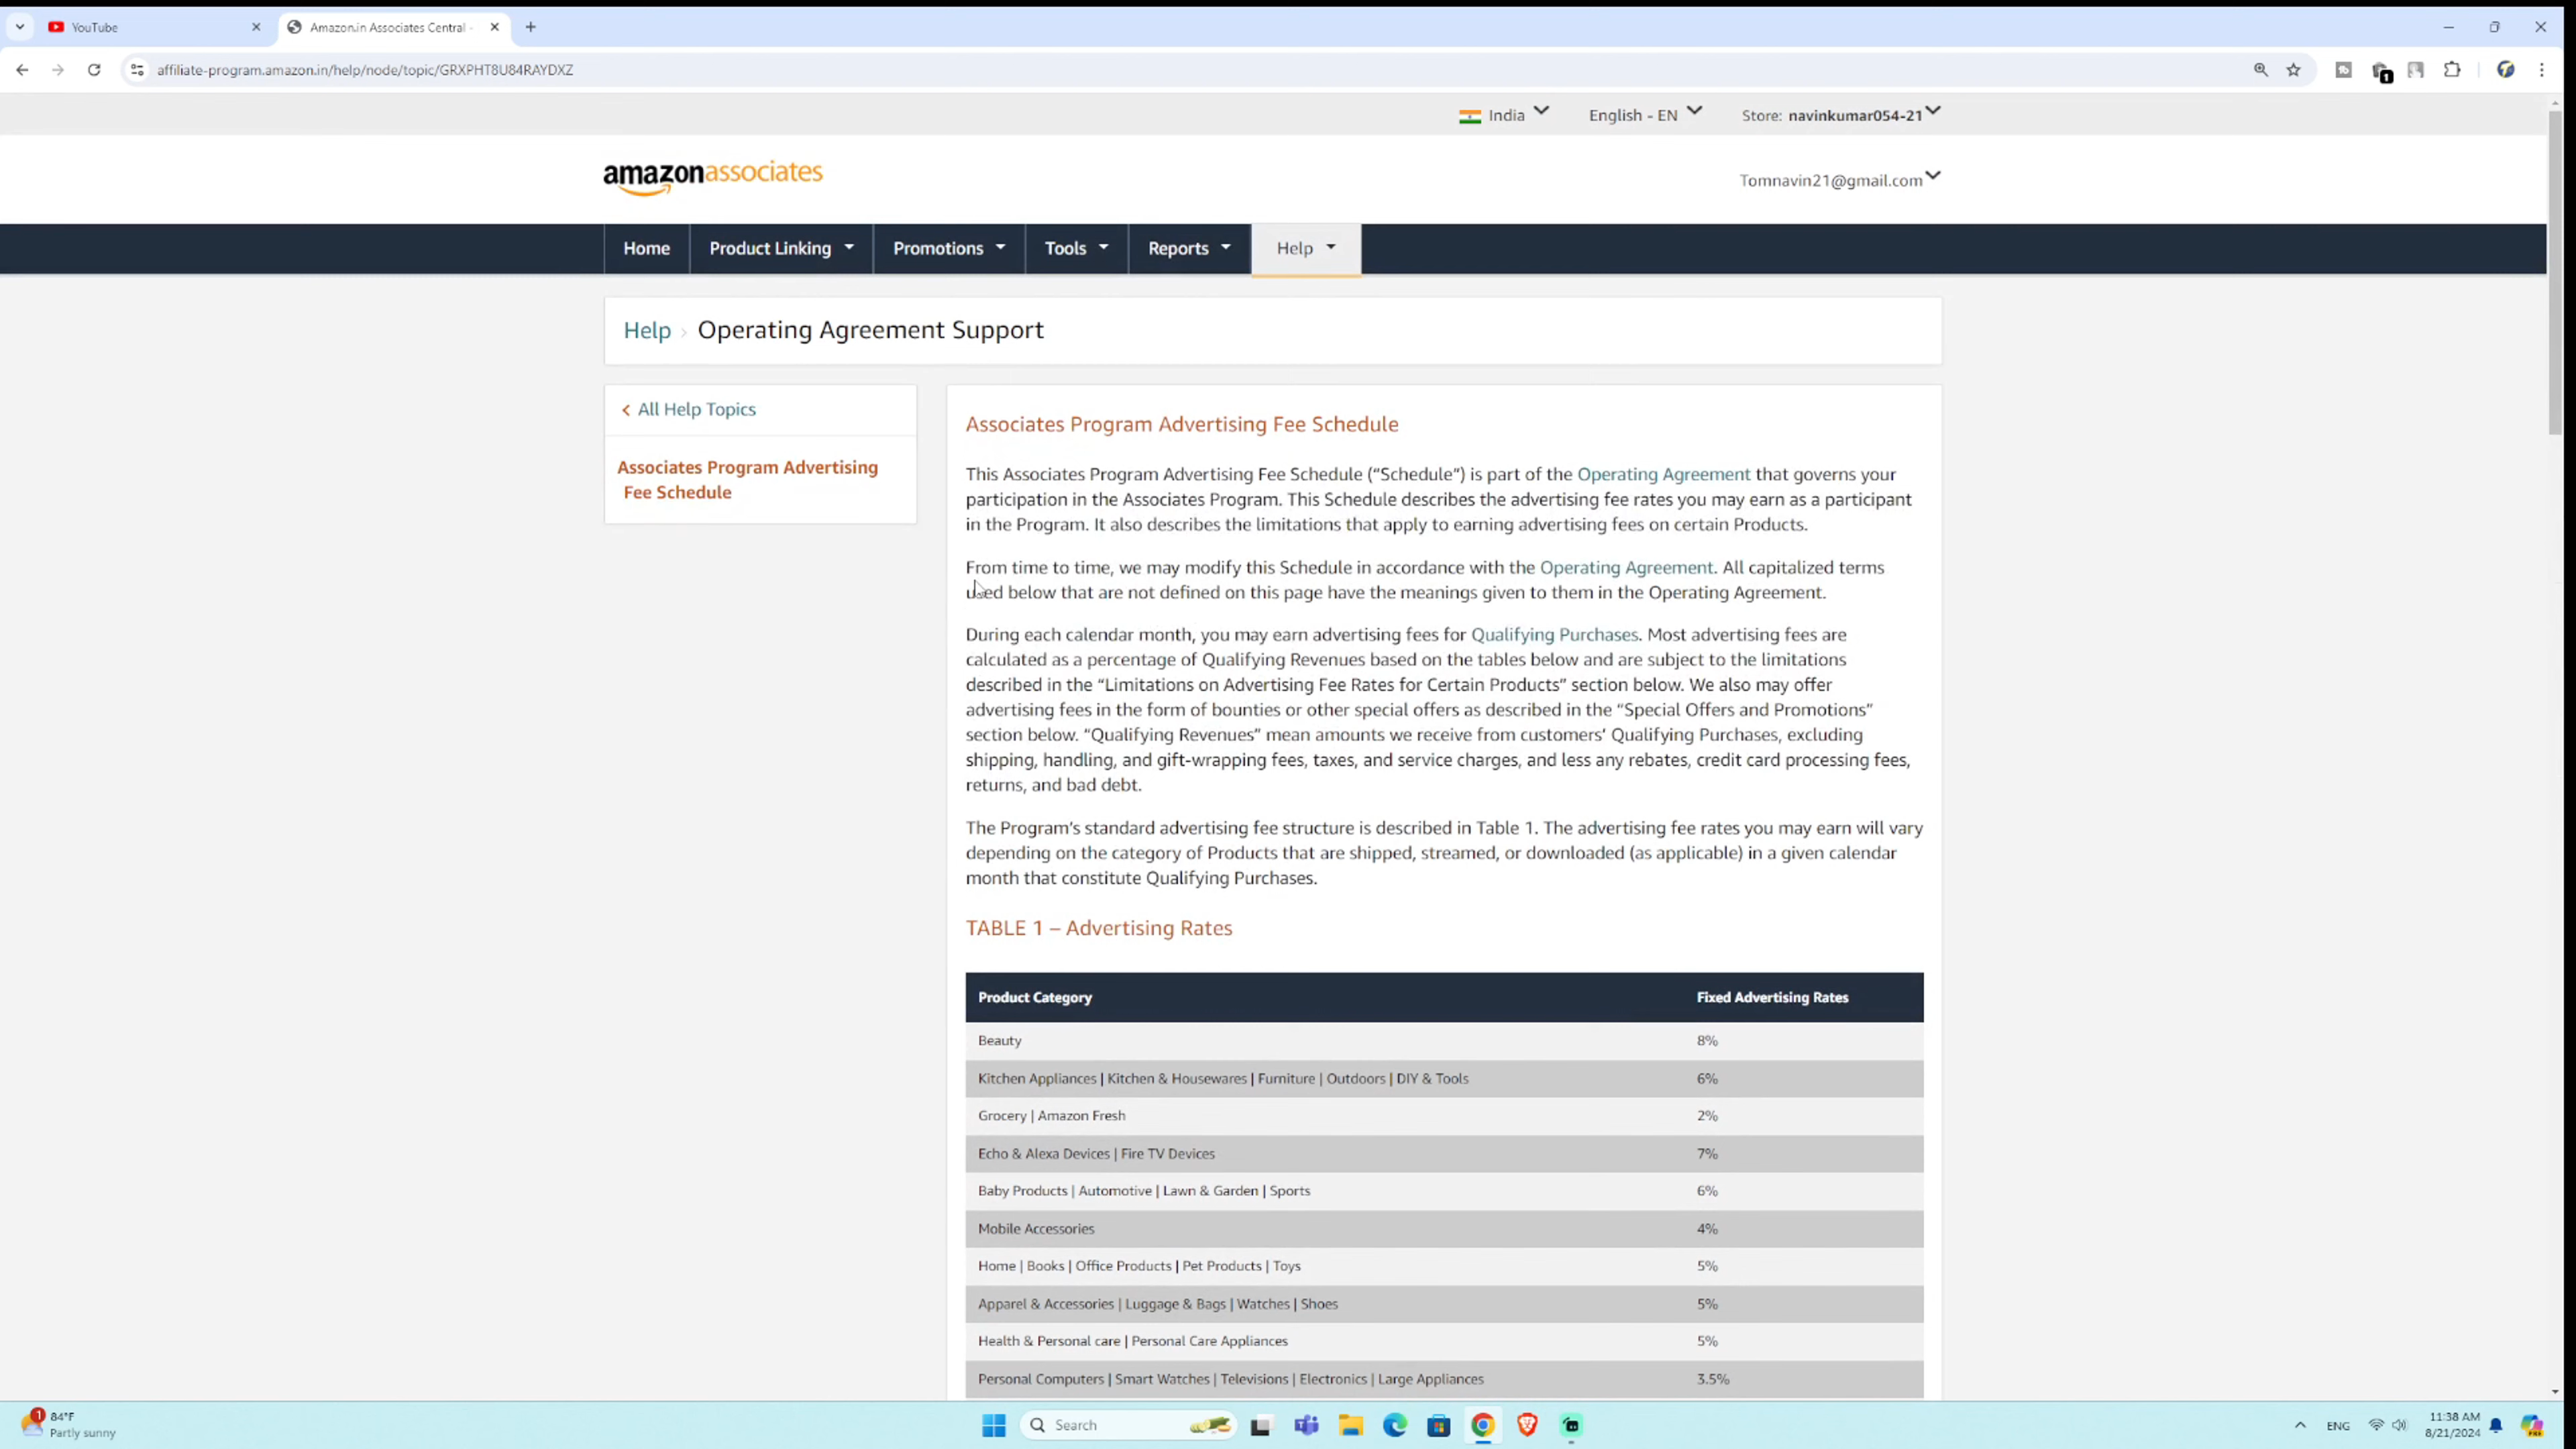 YouTube
Amazon.in Associates Central -
affiliate-program.amazon.in/help/node/topic/GRXPHT8U84RAYDXZ
1
India
English - EN
Store: navinkumar054-21
amazonassociates
Tomnavin21@gmail.com
Home
Product Linking
Promotions
Tools
Reports
Help
Help › Operating Agreement Support
All Help Topics
Associates Program Advertising
Fee Schedule
Associates Program Advertising Fee Schedule
This Associates Program Advertising Fee Schedule (“Schedule”) is part of the Operating Agreement that governs your
participation in the Associates Program. This Schedule describes the advertising fee rates you may earn as a participant
in the Program. It also describes the limitations that apply to earning advertising fees on certain Products.
From time to time, we may modify this Schedule in accordance with the Operating Agreement. All capitalized terms
used below that are not defined on this page have the meanings given to them in the Operating Agreement.
During each calendar month, you may earn advertising fees for Qualifying Purchases. Most advertising fees are
calculated as a percentage of Qualifying Revenues based on the tables below and are subject to the limitations
described in the “Limitations on Advertising Fee Rates for Certain Products” section below. We also may offer
advertising fees in the form of bounties or other special offers as described in the “Special Offers and Promotions”
section below. “Qualifying Revenues” mean amounts we receive from customers’ Qualifying Purchases, excluding
shipping, handling, and gift-wrapping fees, taxes, and service charges, and less any rebates, credit card processing fees,
returns, and bad debt.
The Program’s standard advertising fee structure is described in Table 1. The advertising fee rates you may earn will vary
depending on the category of Products that are shipped, streamed, or downloaded (as applicable) in a given calendar
month that constitute Qualifying Purchases.
TABLE 1 – Advertising Rates
Product Category Fixed Advertising Rates
Beauty 8%
Kitchen Appliances | Kitchen & Housewares | Furniture | Outdoors | DIY & Tools 6%
Grocery | Amazon Fresh 2%
Echo & Alexa Devices | Fire TV Devices 7%
Baby Products | Automotive | Lawn & Garden | Sports 6%
Mobile Accessories 4%
Home | Books | Office Products | Pet Products | Toys 5%
Apparel & Accessories | Luggage & Bags | Watches | Shoes 5%
Health & Personal care | Personal Care Appliances 5%
Personal Computers | Smart Watches | Televisions | Electronics | Large Appliances 3.5%
1
84°F
Partly sunny
Search
ENG
11:38 AM
8/21/2024